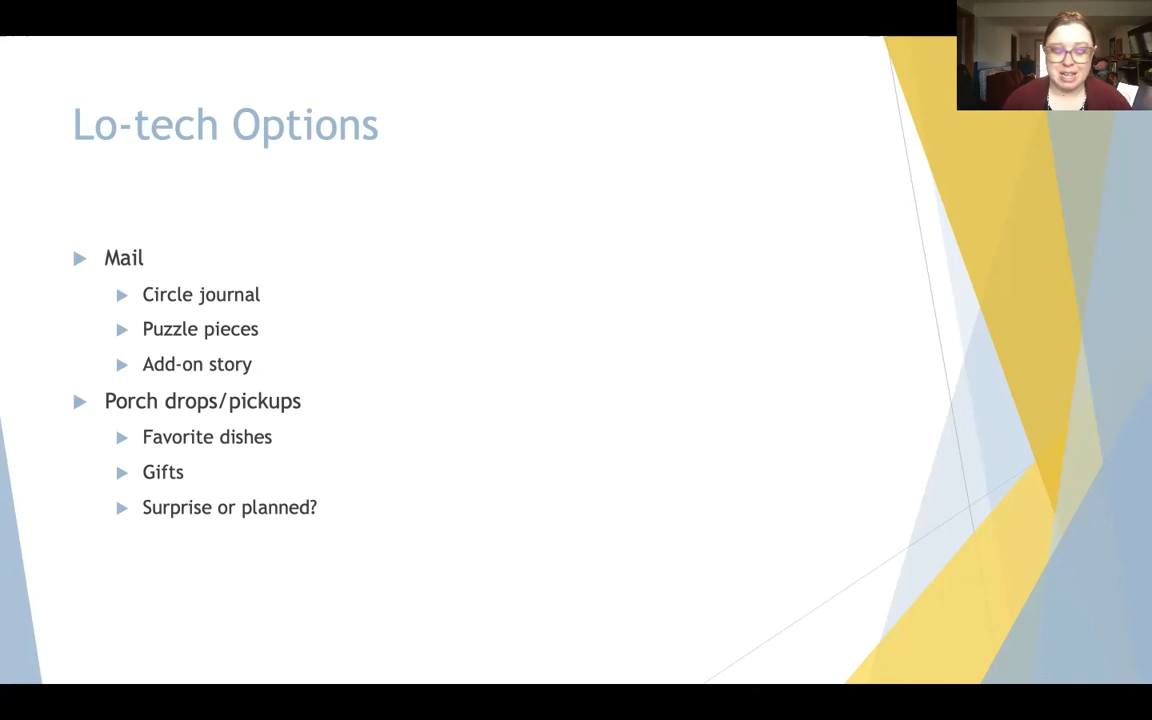 Lo-tech Options
Mail
Circle journal
Puzzle pieces
Add-on story
Porch drops/pickups
Favorite dishes
Gifts
Surprise or planned?